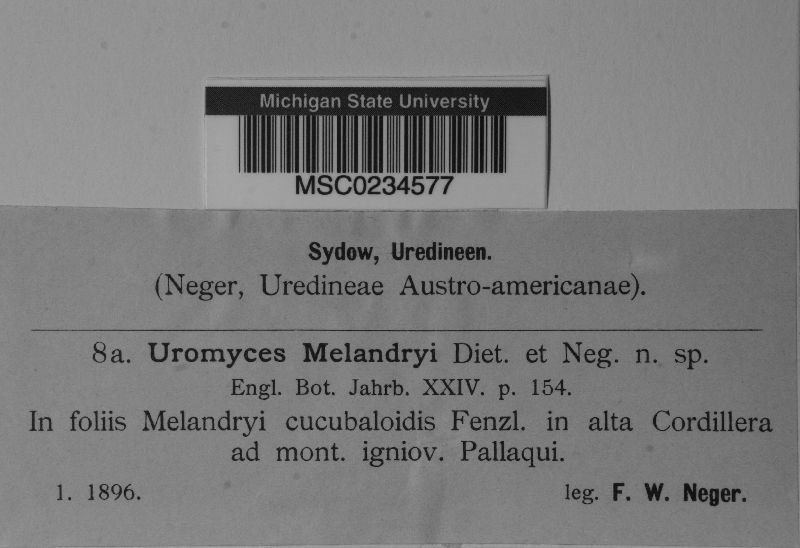 Michigan State University
MSC0234577
Sydow, Uredineen.
(Neger, Uredineae Austro-americanae).
8a. Uromyces Melandryi Diet. et Neg. n. sp.
Engl. Bot. Jahrb. XXIV. p. 154.
In foliis Melandryi cucubaloidis Fenzl. in alta Cordillera
ad mont. igniov. Pallaqui.
1. 1896. leg. F. W. Neger.